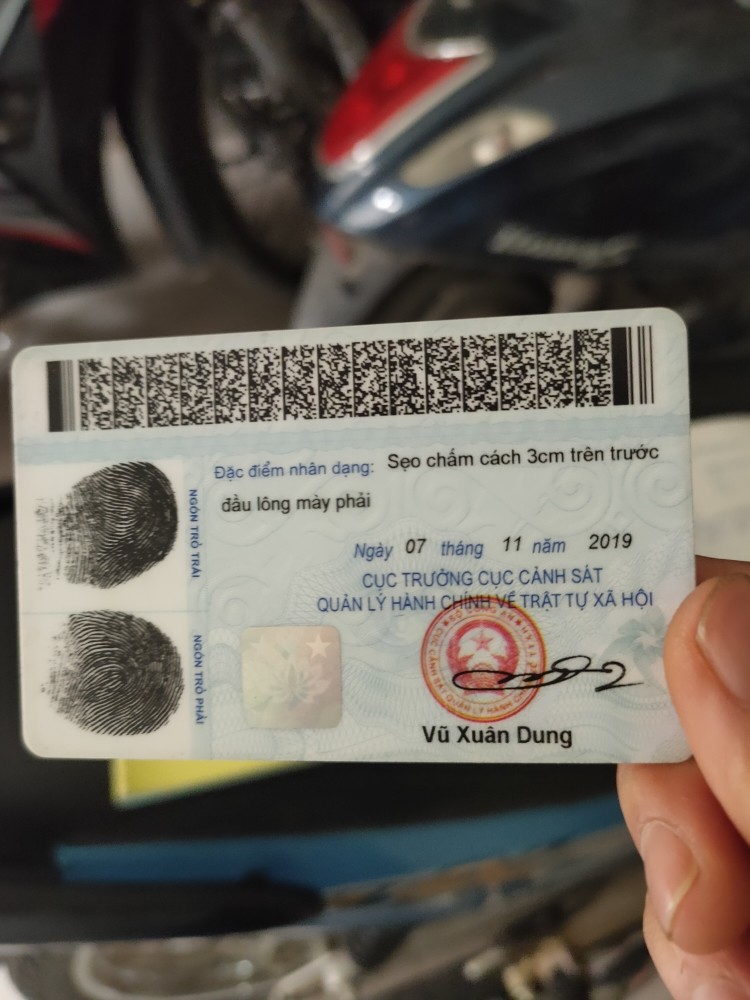 Đặc điểm nhân dạng: Sẹo chấm cách 3cm trên trước
đầu lông mày phải
NGÓN TRỎ TRÁI
Ngày 07 tháng 11 năm 2019
CỤC TRƯỞNG CỤC CẢNH SÁT
QUẢN LÝ HÀNH CHÍNH VỀ TRẬT TỰ XÃ HỘI
NGÓN TRỎ PHẢI
Vũ Xuân Dung